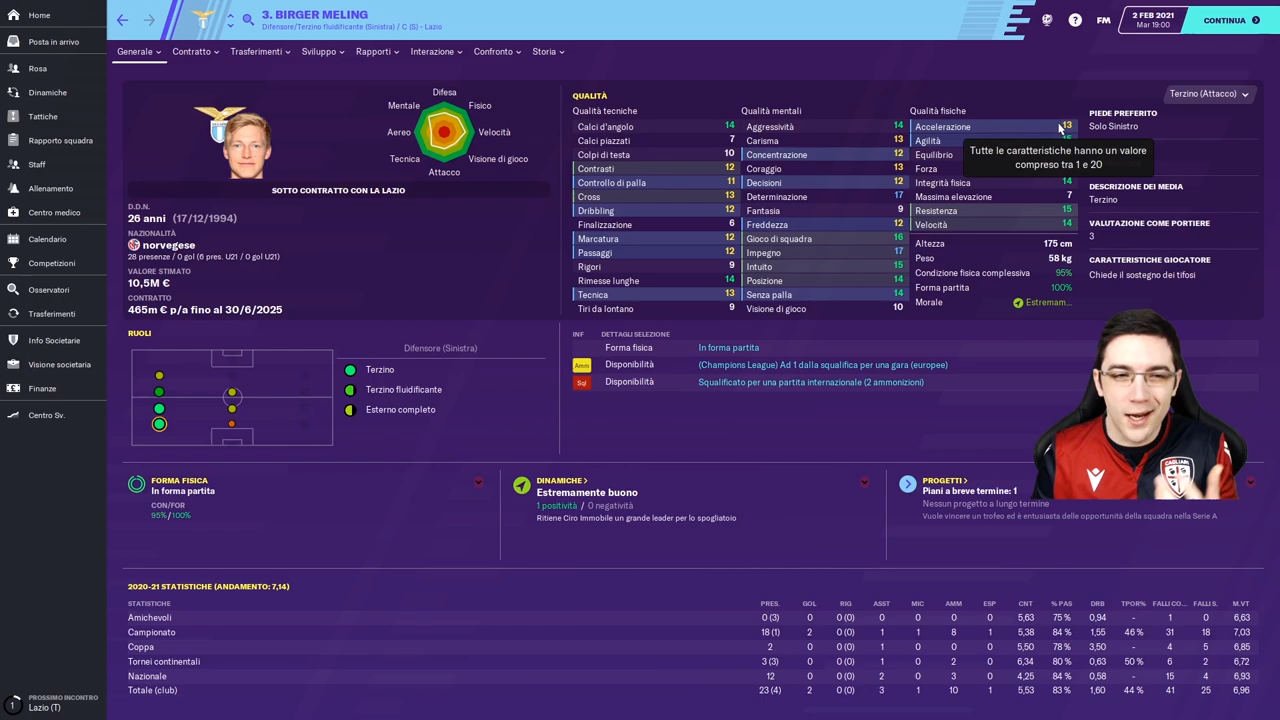 Home
Posta in arrivo
Rosa
Dinamiche
Tattiche
Rapporto squadra
Staff
Allenamento
Centro medico
Calendario
Competizioni
Osservatori
Trasferimenti
Info Societarie
Visione societaria
Finanze
Centro Sv.
1 PROSSIMO INCONTRO
Lazio (T)
3. BIRGER MELING
Difensore/Terzino fluidificante (Sinistra) / C (S) - Lazio
? FM
2 FEB 2021
Mar 19:00
CONTINUA
Generale Contratto Trasferimenti Sviluppo Rapporti Interazione Confronto Storia
Difesa
Mentale Fisico
Aereo Velocità
Tecnica Visione di gioco
Attacco
SOTTO CONTRATTO CON LA LAZIO
D.D.N.
26 anni (17/12/1994)
NAZIONALITÀ
norvegese
28 presenze / 0 gol (6 pres. U21 / 0 gol U21)
VALORE STIMATO
10,5M €
CONTRATTO
465m € p/a fino al 30/6/2025
QUALITÀ
Terzino (Attacco)
Qualità tecniche
Calci d'angolo 14
Calci piazzati 7
Colpi di testa 10
Contrasti 12
Controllo di palla 11
Cross 13
Dribbling 12
Finalizzazione 6
Marcatura 12
Passaggi 12
Rigori 9
Rimesse lunghe 14
Tecnica 13
Tiri da lontano 9
Qualità mentali
Aggressività 14
Carisma 13
Concentrazione 12
Coraggio 13
Decisioni 12
Determinazione 17
Fantasia 9
Freddezza 12
Gioco di squadra 16
Impegno 17
Intuito 15
Posizione 14
Senza palla 14
Visione di gioco 10
Qualità fisiche
Accelerazione 13
Agilità
Equilibrio
Forza
Integrità fisica 14
Massima elevazione 7
Resistenza 15
Velocità 14
Tutte le caratteristiche hanno un valore
compreso tra 1 e 20
Altezza 175 cm
Peso 58 kg
Condizione fisica complessiva 95%
Forma partita 100%
Morale Estremam...
PIEDE PREFERITO
Solo Sinistro
DESCRIZIONE DEI MEDIA
Terzino
VALUTAZIONE COME PORTIERE
3
CARATTERISTICHE GIOCATORE
Chiede il sostegno dei tifosi
RUOLI
Difensore (Sinistra)
Terzino
Terzino fluidificante
Esterno completo
INF DETTAGLI SELEZIONE
Forma fisica In forma partita
Amm Disponibilità (Champions League) Ad 1 dalla squalifica per una gara (europee)
Sql Disponibilità Squalificato per una partita internazionale (2 ammonizioni)
CAGLIARI
FORMA FISICA
In forma partita
CON/FOR
95%/100%
DINAMICHE >
Estremamente buono
1 positività / 0 negatività
Ritiene Ciro Immobile un grande leader per lo spogliatoio
PROGETTI >
Piani a breve termine: 1
Nessun progetto a lungo termine
Vuole vincere un trofeo ed è entusiasta delle opportunità della squadra nella Serie A
2020-21 STATISTICHE (ANDAMENTO: 7,14)
STATISTICHE PRES. GOL RIG ASST MIC AMM ESP CNT % PAS DRB TPOR% FALLI CO... FALLI S. M.VT
Amichevoli 0 (3) 0 0 (0) 0 0 0 0 5,63 75 % 0,94 - 1 0 6,63
Campionato 18 (1) 2 0 (0) 1 1 8 1 5,38 84 % 1,55 46 % 31 18 7,03
Coppa 2 0 0 (0) 1 0 0 0 5,50 78 % 3,50 - 4 5 6,85
Tornei continentali 3 (3) 0 0 (0) 1 0 2 0 6,34 80 % 0,63 50 % 6 2 6,72
Nazionale 12 0 0 (0) 2 0 3 0 4,25 84 % 0,58 - 15 4 6,93
Totale (club) 23 (4) 2 0 (0) 3 1 10 1 5,53 83 % 1,60 44 % 41 25 6,96